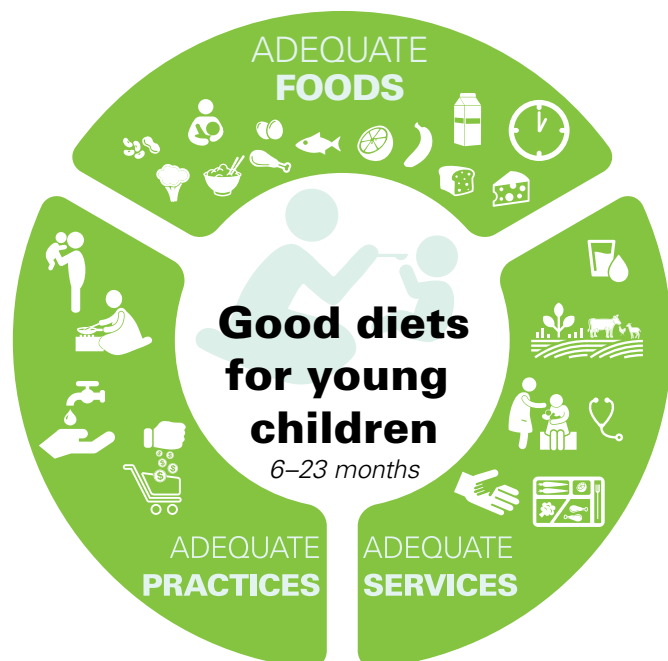 ADEQUATE
FOODS
Good diets
for young
children
6–23 months
ADEQUATE
PRACTICES
ADEQUATE
SERVICES